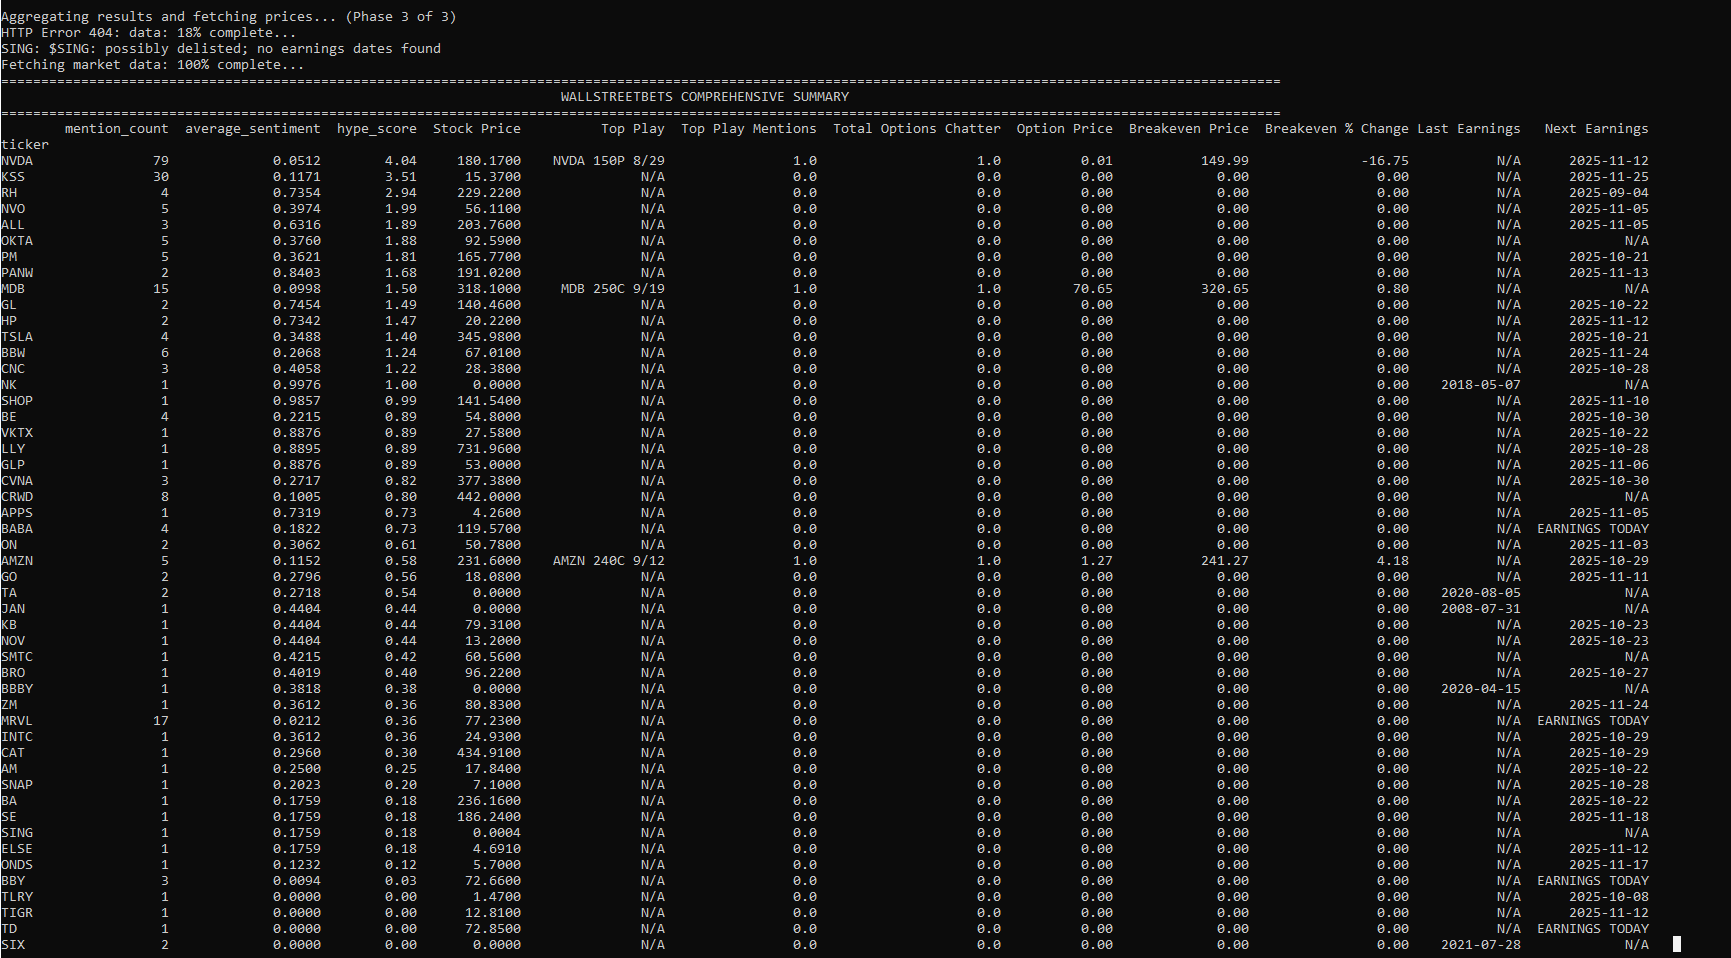 Aggregating results and fetching prices... (Phase 3 of 3)
HTTP Error 404: data: 18% complete...
SING: $SING: possibly delisted; no earnings dates found
Fetching market data: 100% complete...
================================================================================================================================================================
WALLSTREETBETS COMPREHENSIVE SUMMARY
================================================================================================================================================================
mention_count average_sentiment hype_score Stock Price Top Play Top Play Mentions Total Options Chatter Option Price Breakeven Price Breakeven % Change Last Earnings Next Earnings
ticker
NVDA 79 0.0512 4.04 180.1700 NVDA 150P 8/29 1.0 1.0 0.01 149.99 -16.75 N/A 2025-11-12
KSS 30 0.1171 3.51 15.3700 N/A 0.0 0.0 0.00 0.00 0.00 N/A 2025-11-25
RH 4 0.7354 2.94 229.2200 N/A 0.0 0.0 0.00 0.00 0.00 N/A 2025-09-04
NVO 5 0.3974 1.99 56.1100 N/A 0.0 0.0 0.00 0.00 0.00 N/A 2025-11-05
ALL 3 0.6316 1.89 203.7600 N/A 0.0 0.0 0.00 0.00 0.00 N/A 2025-11-05
OKTA 5 0.3760 1.88 92.5900 N/A 0.0 0.0 0.00 0.00 0.00 N/A N/A
PM 5 0.3621 1.81 165.7700 N/A 0.0 0.0 0.00 0.00 0.00 N/A 2025-10-21
PANW 2 0.8403 1.68 191.0200 N/A 0.0 0.0 0.00 0.00 0.00 N/A 2025-11-13
MDB 15 0.0998 1.50 318.1000 MDB 250C 9/19 1.0 1.0 70.65 320.65 0.80 N/A N/A
GL 2 0.7454 1.49 140.4600 N/A 0.0 0.0 0.00 0.00 0.00 N/A 2025-10-22
HP 2 0.7342 1.47 20.2200 N/A 0.0 0.0 0.00 0.00 0.00 N/A 2025-11-12
TSLA 4 0.3488 1.40 345.9800 N/A 0.0 0.0 0.00 0.00 0.00 N/A 2025-10-21
BBW 6 0.2068 1.24 67.0100 N/A 0.0 0.0 0.00 0.00 0.00 N/A 2025-11-24
CNC 3 0.4058 1.22 28.3800 N/A 0.0 0.0 0.00 0.00 0.00 N/A 2025-10-28
NK 1 0.9976 1.00 0.0000 N/A 0.0 0.0 0.00 0.00 0.00 2018-05-07 N/A
SHOP 1 0.9857 0.99 141.5400 N/A 0.0 0.0 0.00 0.00 0.00 N/A 2025-11-10
BE 4 0.2215 0.89 54.8000 N/A 0.0 0.0 0.00 0.00 0.00 N/A 2025-10-30
VKTX 1 0.8876 0.89 27.5800 N/A 0.0 0.0 0.00 0.00 0.00 N/A 2025-10-22
LLY 1 0.8895 0.89 731.9600 N/A 0.0 0.0 0.00 0.00 0.00 N/A 2025-10-28
GLP 1 0.8876 0.89 53.0000 N/A 0.0 0.0 0.00 0.00 0.00 N/A 2025-11-06
CVNA 3 0.2717 0.82 377.3800 N/A 0.0 0.0 0.00 0.00 0.00 N/A 2025-10-30
CRWD 8 0.1005 0.80 442.0000 N/A 0.0 0.0 0.00 0.00 0.00 N/A N/A
APPS 1 0.7319 0.73 4.2600 N/A 0.0 0.0 0.00 0.00 0.00 N/A 2025-11-05
BABA 4 0.1822 0.73 119.5700 N/A 0.0 0.0 0.00 0.00 0.00 N/A EARNINGS TODAY
ON 2 0.3062 0.61 50.7800 N/A 0.0 0.0 0.00 0.00 0.00 N/A 2025-11-03
AMZN 5 0.1152 0.58 231.6000 AMZN 240C 9/12 1.0 1.0 1.27 241.27 4.18 N/A 2025-10-29
GO 2 0.2796 0.56 18.0800 N/A 0.0 0.0 0.00 0.00 0.00 N/A 2025-11-11
TA 2 0.2718 0.54 0.0000 N/A 0.0 0.0 0.00 0.00 0.00 2020-08-05 N/A
JAN 1 0.4404 0.44 0.0000 N/A 0.0 0.0 0.00 0.00 0.00 2008-07-31 N/A
KB 1 0.4404 0.44 79.3100 N/A 0.0 0.0 0.00 0.00 0.00 N/A 2025-10-23
NOV 1 0.4404 0.44 13.2000 N/A 0.0 0.0 0.00 0.00 0.00 N/A 2025-10-23
SMTC 1 0.4215 0.42 60.5600 N/A 0.0 0.0 0.00 0.00 0.00 N/A N/A
BRO 1 0.4019 0.40 96.2200 N/A 0.0 0.0 0.00 0.00 0.00 N/A 2025-10-27
BBBY 1 0.3818 0.38 0.0000 N/A 0.0 0.0 0.00 0.00 0.00 2020-04-15 N/A
ZM 1 0.3612 0.36 80.8300 N/A 0.0 0.0 0.00 0.00 0.00 N/A 2025-11-24
MRVL 17 0.0212 0.36 77.2300 N/A 0.0 0.0 0.00 0.00 0.00 N/A EARNINGS TODAY
INTC 1 0.3612 0.36 24.9300 N/A 0.0 0.0 0.00 0.00 0.00 N/A 2025-10-29
CAT 1 0.2960 0.30 434.9100 N/A 0.0 0.0 0.00 0.00 0.00 N/A 2025-10-29
AM 1 0.2500 0.25 17.8400 N/A 0.0 0.0 0.00 0.00 0.00 N/A 2025-10-22
SNAP 1 0.2023 0.20 7.1000 N/A 0.0 0.0 0.00 0.00 0.00 N/A 2025-10-28
BA 1 0.1759 0.18 236.1600 N/A 0.0 0.0 0.00 0.00 0.00 N/A 2025-10-22
SE 1 0.1759 0.18 186.2400 N/A 0.0 0.0 0.00 0.00 0.00 N/A 2025-11-18
SING 1 0.1759 0.18 0.0004 N/A 0.0 0.0 0.00 0.00 0.00 N/A N/A
ELSE 1 0.1759 0.18 4.6910 N/A 0.0 0.0 0.00 0.00 0.00 N/A 2025-11-12
ONDS 1 0.1232 0.12 5.7000 N/A 0.0 0.0 0.00 0.00 0.00 N/A 2025-11-17
BBY 3 0.0094 0.03 72.6600 N/A 0.0 0.0 0.00 0.00 0.00 N/A EARNINGS TODAY
TLRY 1 0.0000 0.00 1.4700 N/A 0.0 0.0 0.00 0.00 0.00 N/A 2025-10-08
TIGR 1 0.0000 0.00 12.8100 N/A 0.0 0.0 0.00 0.00 0.00 N/A 2025-11-12
TD 1 0.0000 0.00 72.8500 N/A 0.0 0.0 0.00 0.00 0.00 N/A EARNINGS TODAY
SIX 2 0.0000 0.00 0.0000 N/A 0.0 0.0 0.00 0.00 0.00 2021-07-28 N/A